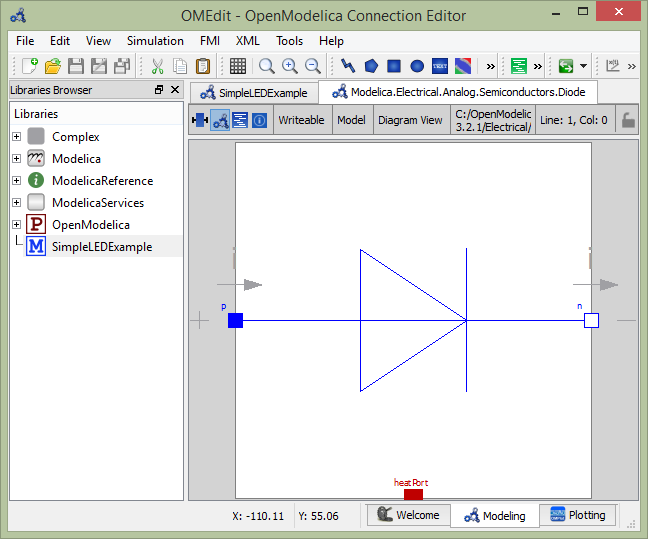 OMEdit - OpenModelica Connection Editor
File Edit View Simulation FMI XML Tools Help
TEXT
Libraries Browser
SimpleLEDExample
Modelica.Electrical.Analog.Semiconductors.Diode
Libraries
Complex
Modelica
ModelicaReference
ModelicaServices
P OpenModelica
M SimpleLEDExample
Writeable
Model
Diagram View
C:/OpenModelic
3.2.1/Electrical/
Line: 1, Col: 0
i
i
p
n
heatPort
X: -110.11
Y: 55.06
Welcome
Modeling
Plotting